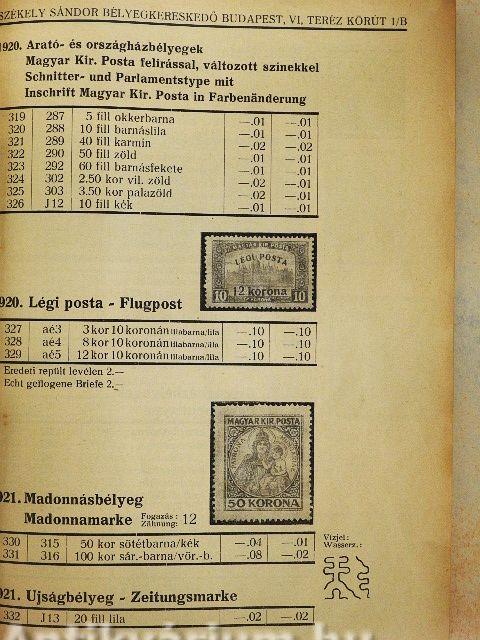 SZÉKELY SÁNDOR BÉLYEGKERESKEDŐ BUDAPEST, VI, TERÉZ KÖRÚT 1/B
1920. Arató- és országházbélyegek
Magyar Kir. Posta felirással, változott színekkel
Schnitter- und Parlamentstype mit
Inschrift Magyar Kir. Posta in Farbenänderung
319 287 5 fill okkerbarna —.01 —.01
320 288 10 fill barnáslila —.01 —.01
321 289 40 fill karmin —.02 —.02
322 290 50 fill zöld —.01 —.01
323 292 60 fill barnásfekete —.01 —.01
324 302 2.50 kor vil. zöld —.02 —.01
325 303 3.50 kor palazöld —.02 —.01
326 J12 10 fill kék —.01 —.01
MAGYAR KIR. POSTA
LÉGI POSTA
12 korona
10 10
920. Légi posta - Flugpost
327 aé3 3 kor 10 koronán lilabarna/lila —.10 —.10
328 aé4 8 kor 10 koronán lilabarna/lila —.10 —.10
329 aé5 12 kor 10 koronán lilabarna/lila —.10 —.10
Eredeti repült levélen 2.—
Echt geflogene Briefe 2.—
MAGYAR KIR. POSTA
PATRONA
50 KORONA
921. Madonnásbélyeg
Madonnamarke Fogazás: Zähnung: 12
330 315 50 kor sötétbarna/kék —.04 —.01
331 316 100 kor sár.-barna/vör.-b. —.08 —.02
Vizjel:
Wasserz.:
921. Ujságbélyeg - Zeitungsmarke
332 J13 20 fill lila —.02 —.02